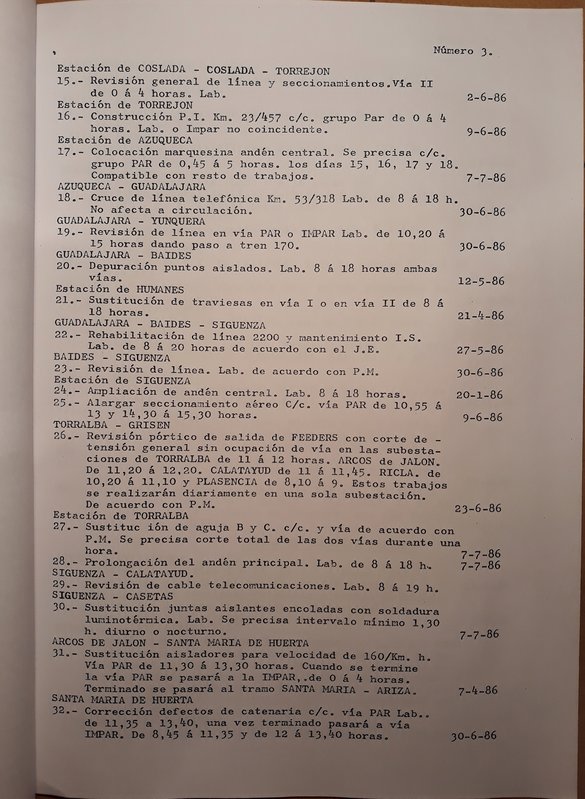 Número 3.
Estación de COSLADA - COSLADA - TORREJON
15.- Revisión general de línea y seccionamientos.Vía II
de 0 á 4 horas. Lab. 2-6-86
Estación de TORREJON
16.- Construcción P.I. Km. 23/457 c/c. grupo Par de 0 á 4
horas. Lab. o Impar no coincidente. 9-6-86
Estación de AZUQUECA
17.- Colocación marquesina andén central. Se precisa c/c.
grupo PAR de 0,45 á 5 horas. los días 15, 16, 17 y 18.
Compatible con resto de trabajos. 7-7-86
AZUQUECA - GUADALAJARA
18.- Cruce de línea telefónica Km. 53/318 Lab. de 8 á 18 h.
No afecta a circulación. 30-6-86
GUADALAJARA - YUNQUERA
19.- Revisión de línea en vía PAR o IMPAR Lab. de 10,20 á
15 horas dando paso a tren 170. 30-6-86
GUADALAJARA - BAIDES
20.- Depuración puntos aislados. Lab. 8 á 18 horas ambas
vías. 12-5-86
Estación de HUMANES
21.- Sustitución de traviesas en vía I o en vía II de 8 á
18 horas. 21-4-86
GUADALAJARA - BAIDES - SIGUENZA
22.- Rehabilitación de línea 2200 y mantenimiento I.S.
Lab. de 8 á 20 horas de acuerdo con el J.E. 27-5-86
BAIDES - SIGUENZA
23.- Revisión de línea. Lab. de acuerdo con P.M. 30-6-86
Estación de SIGUENZA
24.- Ampliación de andén central. Lab. 8 á 18 horas. 20-1-86
25.- Alargar seccionamiento aéreo C/c. vía PAR de 10,55 á
13 y 14,30 á 15,30 horas. 9-6-86
TORRALBA - GRISEN
26.- Revisión pórtico de salida de FEEDERS con corte de -
tensión general sin ocupación de vía en las subesta-
ciones de TORRALBA de 11 á 12 horas. ARCOS de JALON.
De 11,20 á 12,20. CALATAYUD de 11 á 11,45. RICLA. de
10,20 á 11,10 y PLASENCIA de 8,10 á 9. Estos trabajos
se realizarán diariamente en una sola subestación.
De acuerdo con P.M. 23-6-86
Estación de TORRALBA
27.- Sustituc ión de aguja B y C. c/c. y vía de acuerdo con
P.M. Se precisa corte total de las dos vías durante una
hora. 7-7-86
28.- Prolongación del andén principal. Lab. de 8 á 18 h. 7-7-86
SIGUENZA - CALATAYUD.
29.- Revisión de cable telecomunicaciones. Lab. 8 á 19 h.
SIGUENZA - CASETAS
30.- Sustitución juntas aislantes encoladas con soldadura
luminotérmica. Lab. Se precisa intervalo mínimo 1,30
h. diurno o nocturno. 7-7-86
ARCOS DE JALON - SANTA MARIA DE HUERTA
31.- Sustitución aisladores para velocidad de 160/Km. h.
Vía PAR de 11,30 á 13,30 horas. Cuando se termine
la vía PAR se pasará a la IMPAR,.de 0 á 4 horas.
Terminado se pasará al tramo SANTA MARIA - ARIZA. 7-4-86
SANTA MARIA DE HUERTA
32.- Corrección defectos de catenaria c/c. vía PAR Lab..
de 11,35 a 13,40, una vez terminado pasará a vía
IMPAR. De 8,45 á 11,35 y de 12 á 13,40 horas. 30-6-86